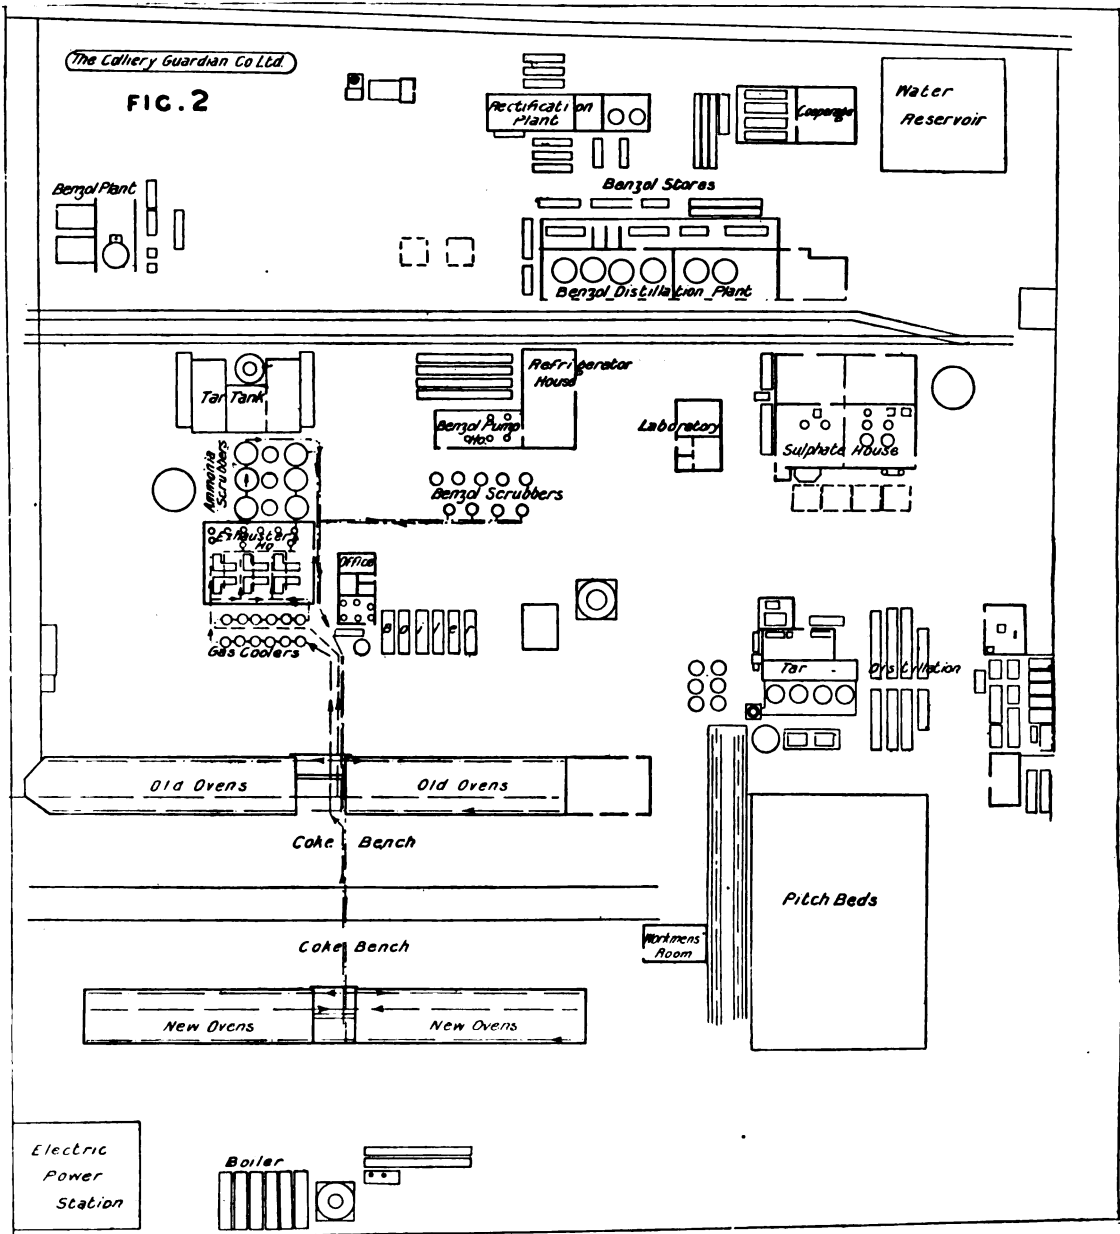 The Colliery Guardian Co Ltd.
FIG. 2
Rectification
Plant
Cooperage
Water
Reservoir
Benzol Plant
Benzol Stores
Benzol Distillation Plant
Tar Tank
Refrigerator
House
Benzol Pump
Ho.
Laboratory
Sulphate House
Ammonia
Scrubbers
Benzol Scrubbers
Exhauster
Ho
Office
Boiler
Gas Coolers
Tar Distillation
Old Ovens
Old Ovens
Coke Bench
Pitch Beds
Workmens'
Room
Coke Bench
New Ovens
New Ovens
Electric
Power
Station
Boiler